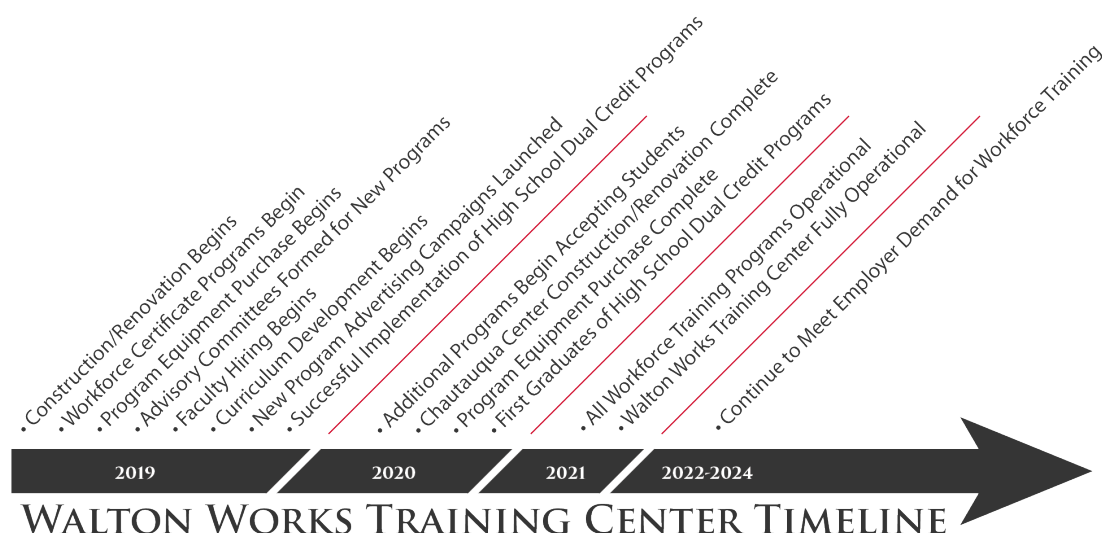 • Construction/Renovation Begins
• Workforce Certificate Programs Begin
• Program Equipment Purchase Begins
• Advisory Committees Formed for New Programs
• Faculty Hiring Begins
• Curriculum Development Begins
• New Program Advertising Campaigns Launched
• Successful Implementation of High School Dual Credit Programs
• Additional Programs Begin Accepting Students
• Chautauqua Center Construction/Renovation Complete
• Program Equipment Purchase Complete
• First Graduates of High School Dual Credit Programs
• All Workforce Training Programs Operational
• Walton Works Training Center Fully Operational
• Continue to Meet Employer Demand for Workforce Training
2019
2020
2021
2022-2024
Walton Works Training Center Timeline